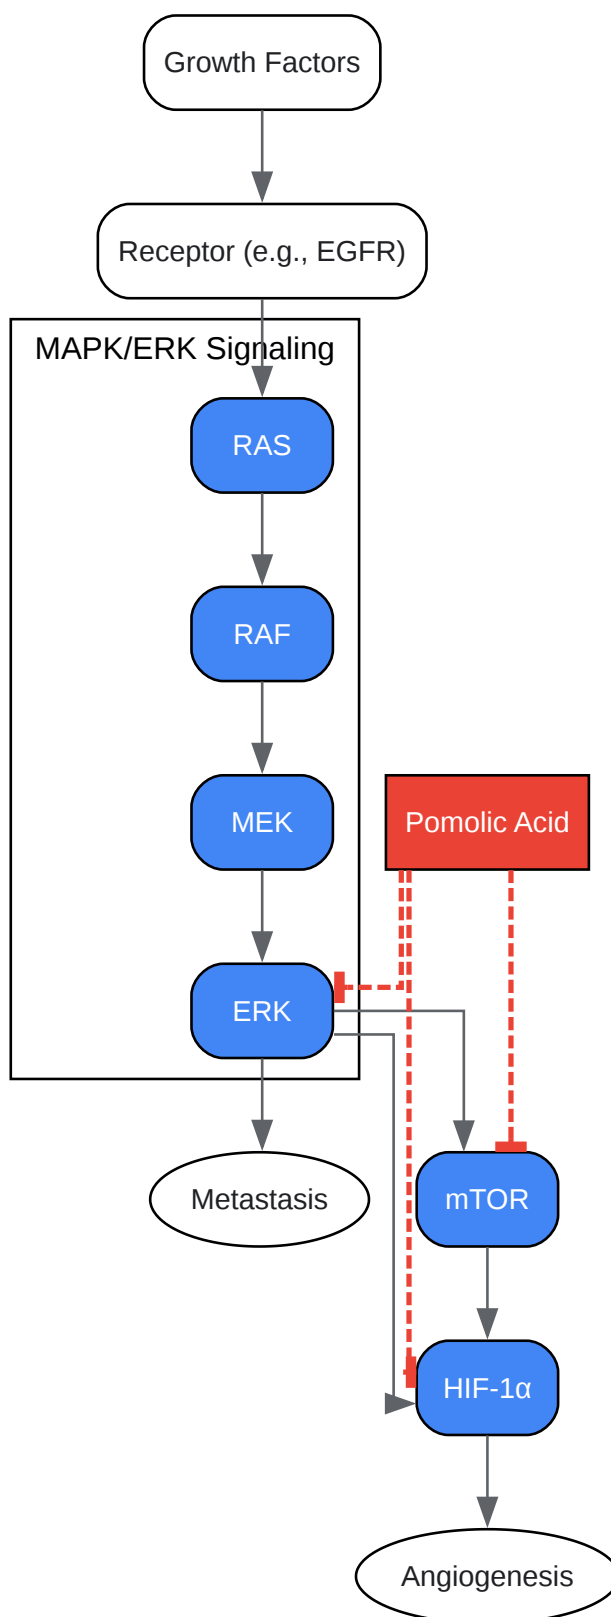 Growth Factors
Receptor (e.g., EGFR)
MAPK/ERK Signaling
RAS
RAF
MEK
Pomolic Acid
ERK
Metastasis
mTOR
HIF-1α
Angiogenesis